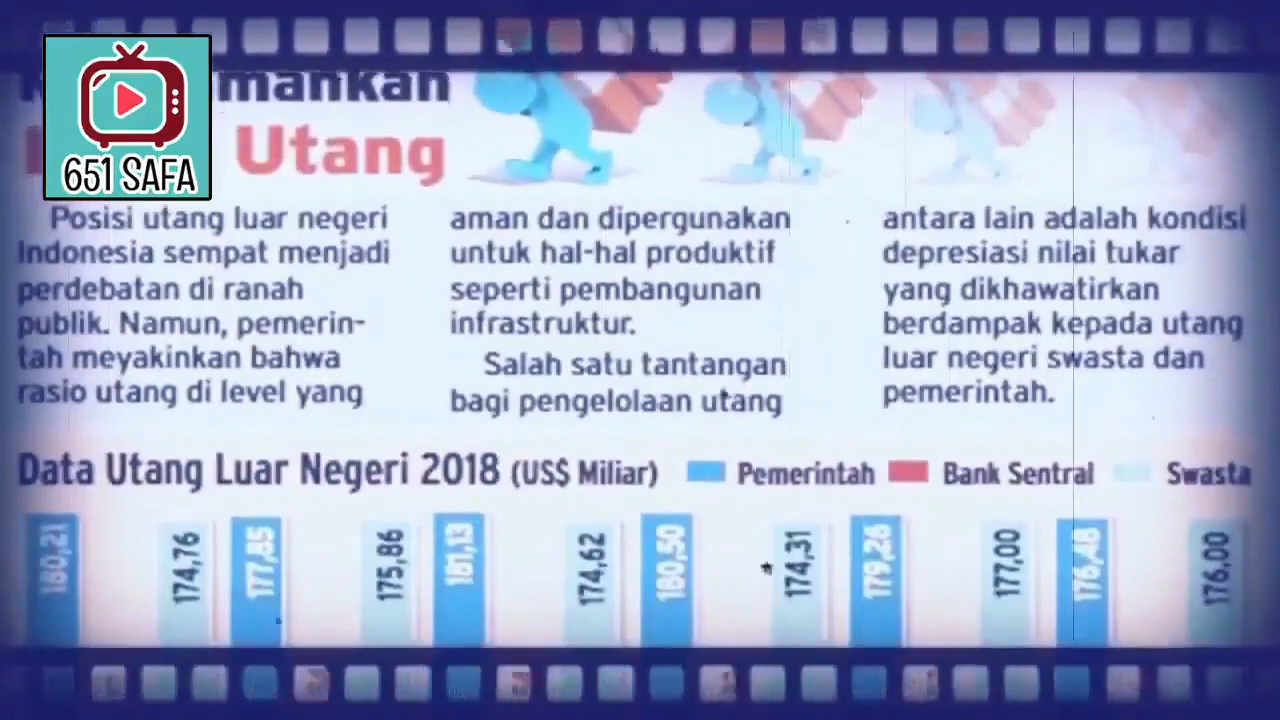 651 SAFA
Utang
Posisi utang luar negeri
Indonesia sempat menjadi
perdebatan di ranah
publik. Namun, pemerin-
tah meyakinkan bahwa
rasio utang di level yang
aman dan dipergunakan
untuk hal-hal produktif
seperti pembangunan
infrastruktur.
Salah satu tantangan
bagi pengelolaan utang
antara lain adalah kondisi
depresiasi nilai tukar
yang dikhawatirkan
berdampak kepada utang
luar negeri swasta dan
pemerintah.
Data Utang Luar Negeri 2018 (US$ Miliar) Pemerintah Bank Sentral Swasta
180,21 174,76 177,85 175,86 181,13 174,62 180,50 174,31 179,26 177,00 176,48 176,00